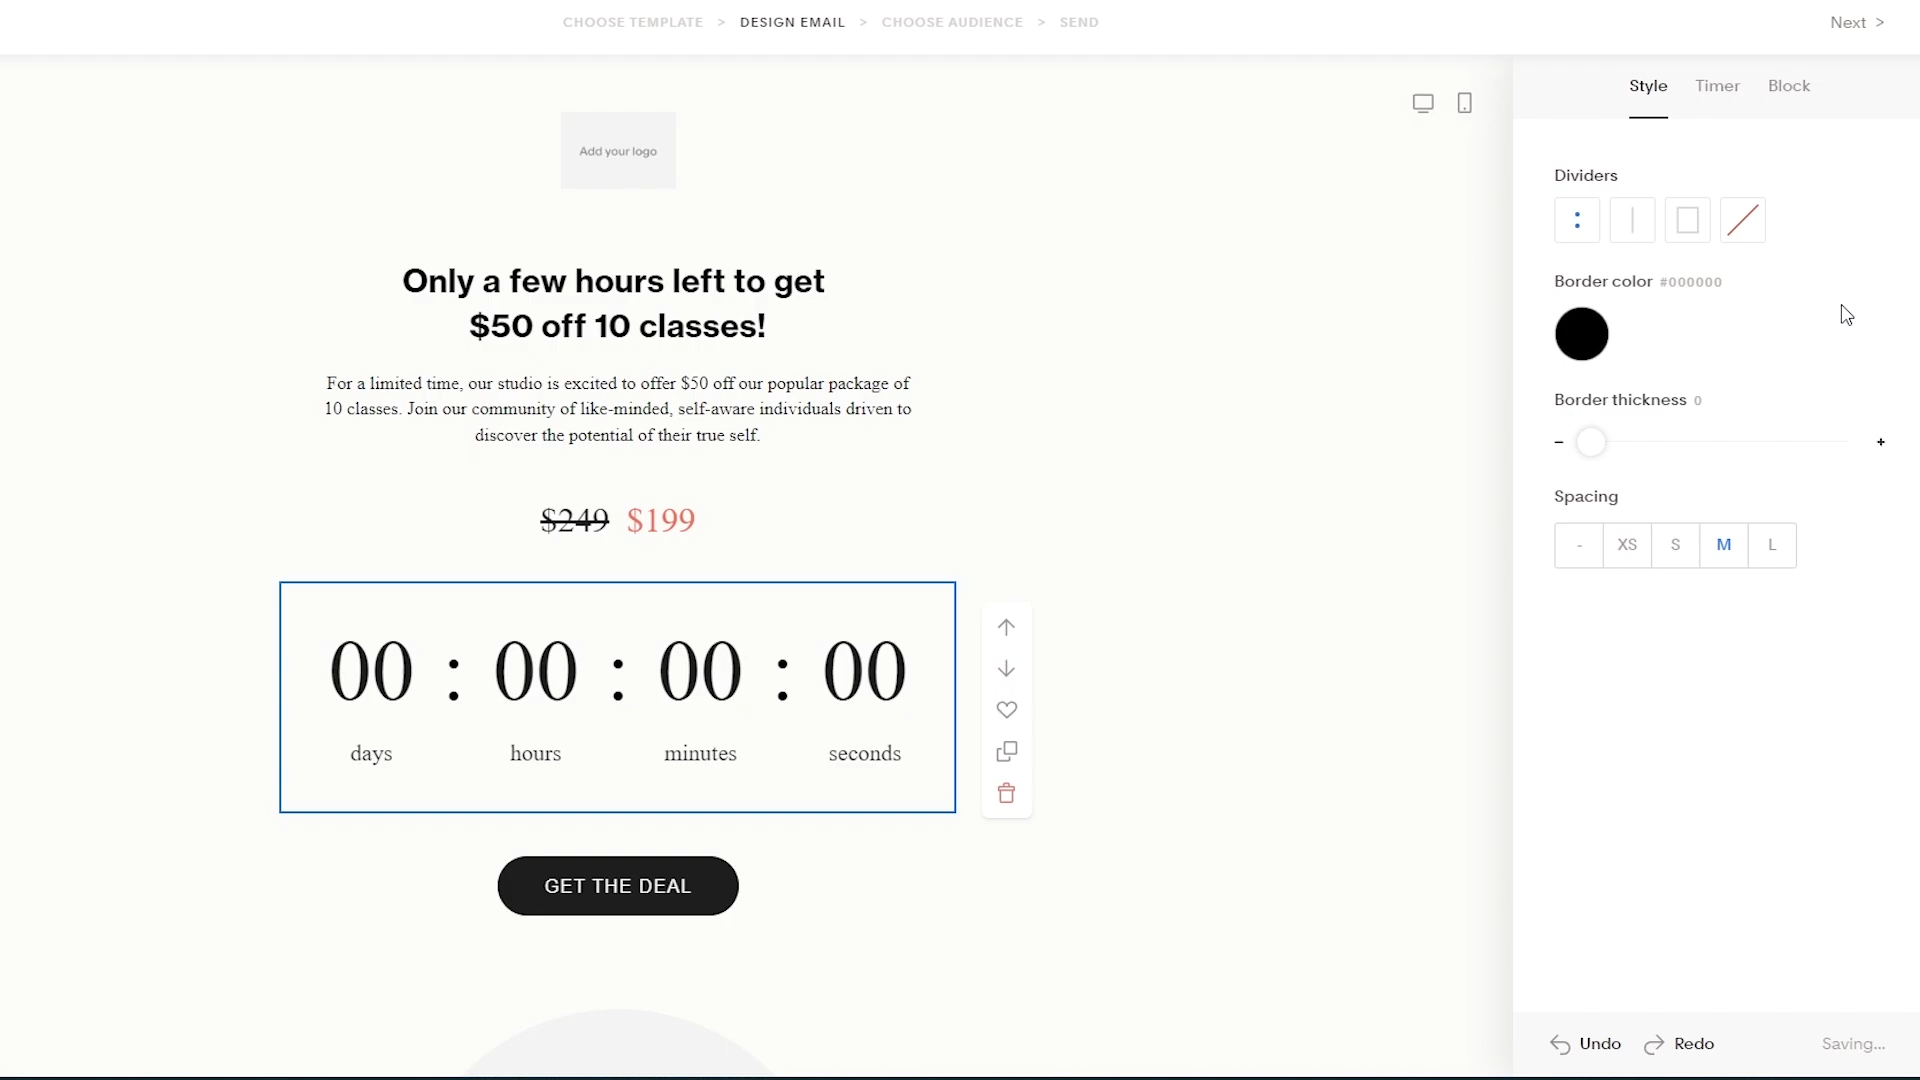 CHOOSE TEMPLATE > DESIGN EMAIL > CHOOSE AUDIENCE > SEND
Next >
Style Timer Block
Add your logo
Only a few hours left to get
$50 off 10 classes!
For a limited time, our studio is excited to offer $50 off our popular package of
10 classes. Join our community of like-minded, self-aware individuals driven to
discover the potential of their true self.
$249 $199
00 : 00 : 00 : 00
days hours minutes seconds
GET THE DEAL
Dividers
Border color #000000
Border thickness 0
- +
Spacing
- XS S M L
Undo Redo Saving...